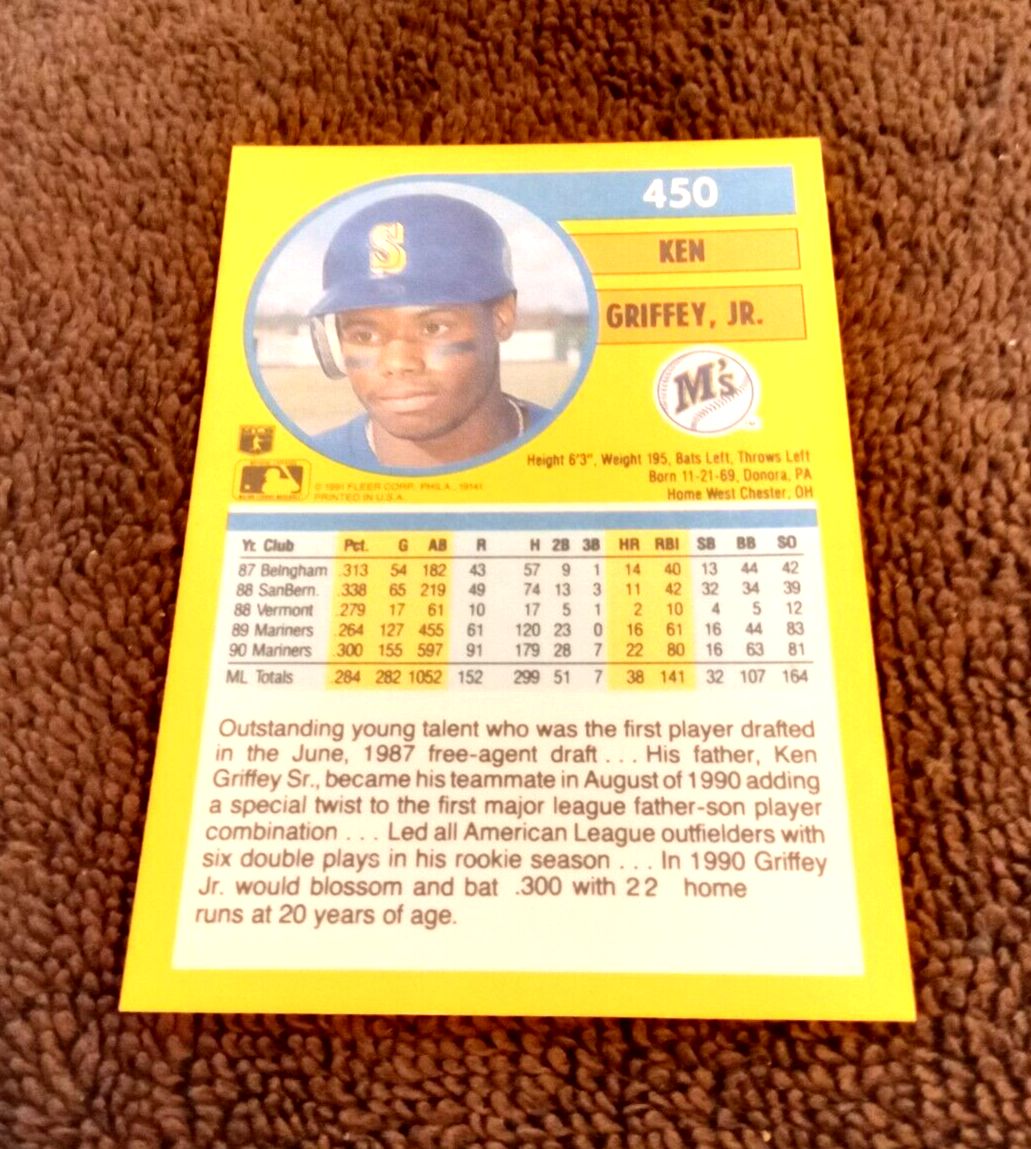 450
KEN
GRIFFEY, JR.
S
M's
Height 6'3", Weight 195, Bats Left, Throws Left
Born 11-21-69, Donora, PA
Home West Chester, OH
© 1991 FLEER CORP. PHILA., 19141
PRINTED IN U.S.A.
Yr. Club Pct. G AB R H 2B 3B HR RBI SB BB SO
87 Belngham .313 54 182 43 57 9 1 14 40 13 44 42
88 SanBern. .338 65 219 49 74 13 3 11 42 32 34 39
88 Vermont .279 17 61 10 17 5 1 2 10 4 5 12
89 Mariners .264 127 455 61 120 23 0 16 61 16 44 83
90 Mariners .300 155 597 91 179 28 7 22 80 16 63 81
ML Totals .284 282 1052 152 299 51 7 38 141 32 107 164
Outstanding young talent who was the first player drafted
in the June, 1987 free-agent draft . . . His father, Ken
Griffey Sr., became his teammate in August of 1990 adding
a special twist to the first major league father-son player
combination . . . Led all American League outfielders with
six double plays in his rookie season . . . In 1990 Griffey
Jr. would blossom and bat .300 with 22 home
runs at 20 years of age.